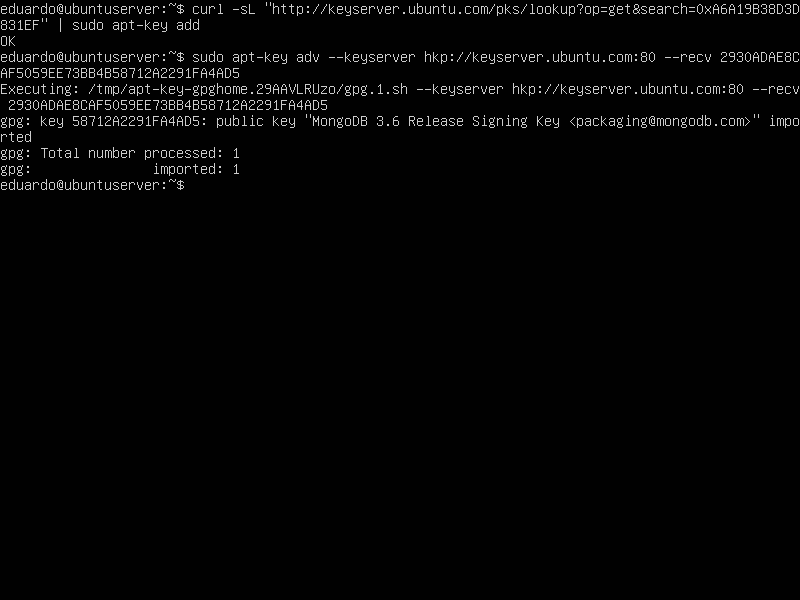 eduardo@ubuntuserver:~$ curl -sL "http://keyserver.ubuntu.com/pks/lookup?op=get&search=0xA6A19B38D3D
831EF" | sudo apt-key add
OK
eduardo@ubuntuserver:~$ sudo apt-key adv --keyserver hkp://keyserver.ubuntu.com:80 --recv 2930ADAE8C
AF5059EE73BB4B58712A2291FA4AD5
Executing: /tmp/apt-key-gpghome.29AAVLRUzo/gpg.1.sh --keyserver hkp://keyserver.ubuntu.com:80 --recv
 2930ADAE8CAF5059EE73BB4B58712A2291FA4AD5
gpg: key 58712A2291FA4AD5: public key "MongoDB 3.6 Release Signing Key <packaging@mongodb.com>" impo
rted
gpg: Total number processed: 1
gpg:               imported: 1
eduardo@ubuntuserver:~$